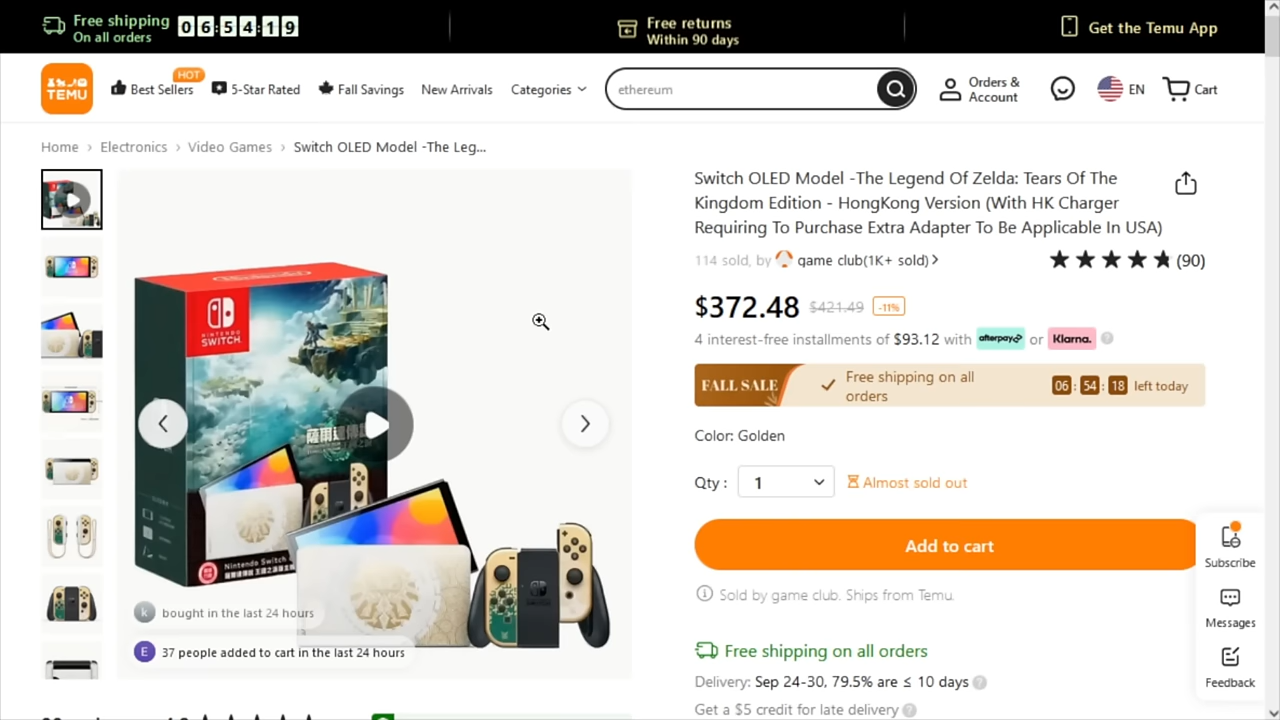 Free shipping
On all orders
06:54:19
Free returns
Within 90 days
Get the Temu App
TEMU
Best Sellers
HOT
5-Star Rated
Fall Savings
New Arrivals
Categories
ethereum
Orders &
Account
EN
Cart
Home › Electronics › Video Games › Switch OLED Model -The Leg...
Switch OLED Model -The Legend Of Zelda: Tears Of The
Kingdom Edition - HongKong Version (With HK Charger
Requiring To Purchase Extra Adapter To Be Applicable In USA)
114 sold, by game club(1K+ sold)
(90)
$372.48 $421.49 -11%
4 interest-free installments of $93.12 with afterpay or Klarna.
FALL SALE
Free shipping on all
orders
06 : 54 : 18 left today
Color: Golden
Qty : 1
Almost sold out
Add to cart
Sold by game club. Ships from Temu.
Free shipping on all orders
Delivery: Sep 24-30, 79.5% are ≤ 10 days
Get a $5 credit for late delivery
NINTENDO
SWITCH
薩爾達傳說
Nintendo Switch
k bought in the last 24 hours
E 37 people added to cart in the last 24 hours
Subscribe
Messages
Feedback